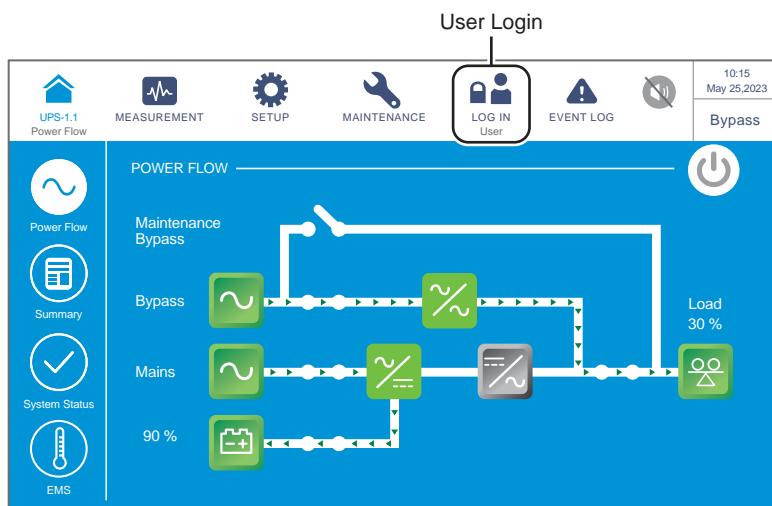 User Login
UPS-1.1
Power Flow
MEASUREMENT
SETUP
MAINTENANCE
LOG IN
User
EVENT LOG
10:15
May 25,2023
Bypass
POWER FLOW
Power Flow
Summary
System Status
EMS
Maintenance
Bypass
Bypass
Mains
90 %
Load
30 %